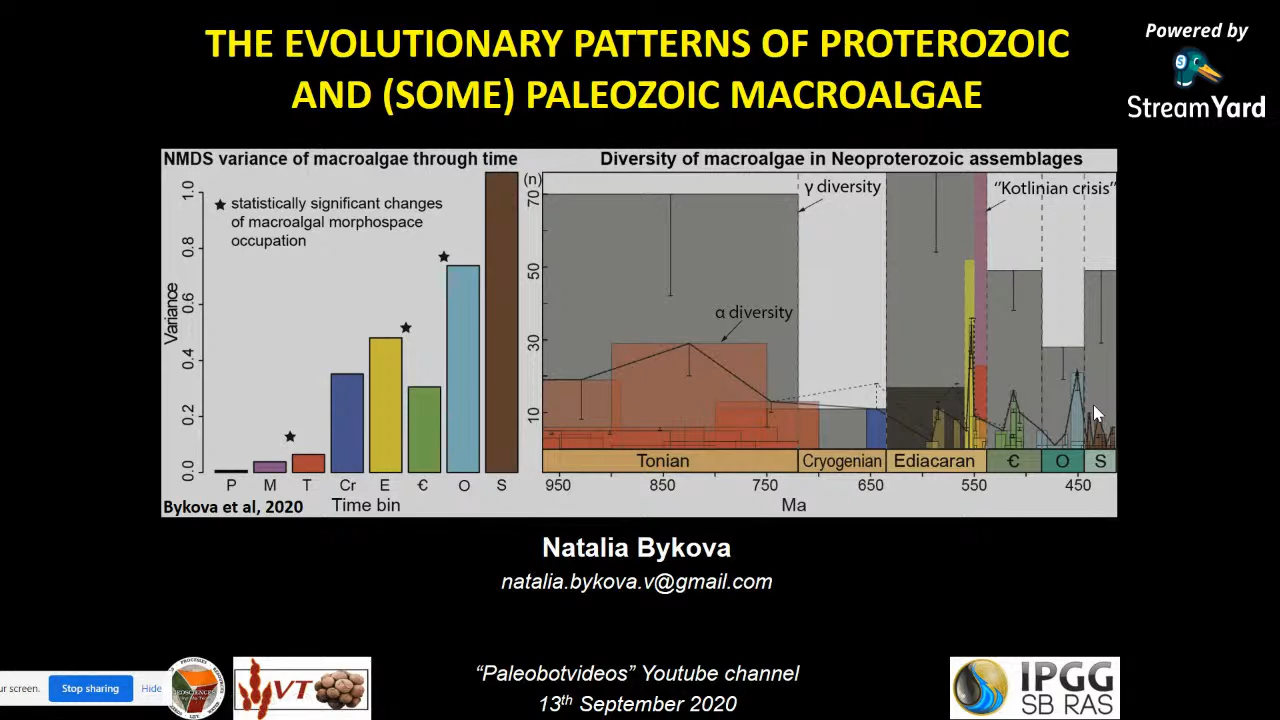 THE EVOLUTIONARY PATTERNS OF PROTEROZOIC
AND (SOME) PALEOZOIC MACROALGAE
Powered by
StreamYard
NMDS variance of macroalgae through time
★ statistically significant changes
of macroalgal morphospace
occupation
Variance
1.0
0.8
0.6
0.4
0.2
0.0
P M T Cr E Є O S
Time bin
Bykova et al, 2020
Diversity of macroalgae in Neoproterozoic assemblages
(n)
70
50
30
10
γ diversity
"Kotlinian crisis"
α diversity
Tonian Cryogenian Ediacaran Є O S
950 850 750 650 550 450
Ma
Natalia Bykova
natalia.bykova.v@gmail.com
ur screen. Stop sharing Hide
VT
“Paleobotvideos” Youtube channel
13th September 2020
IPGG
SB RAS